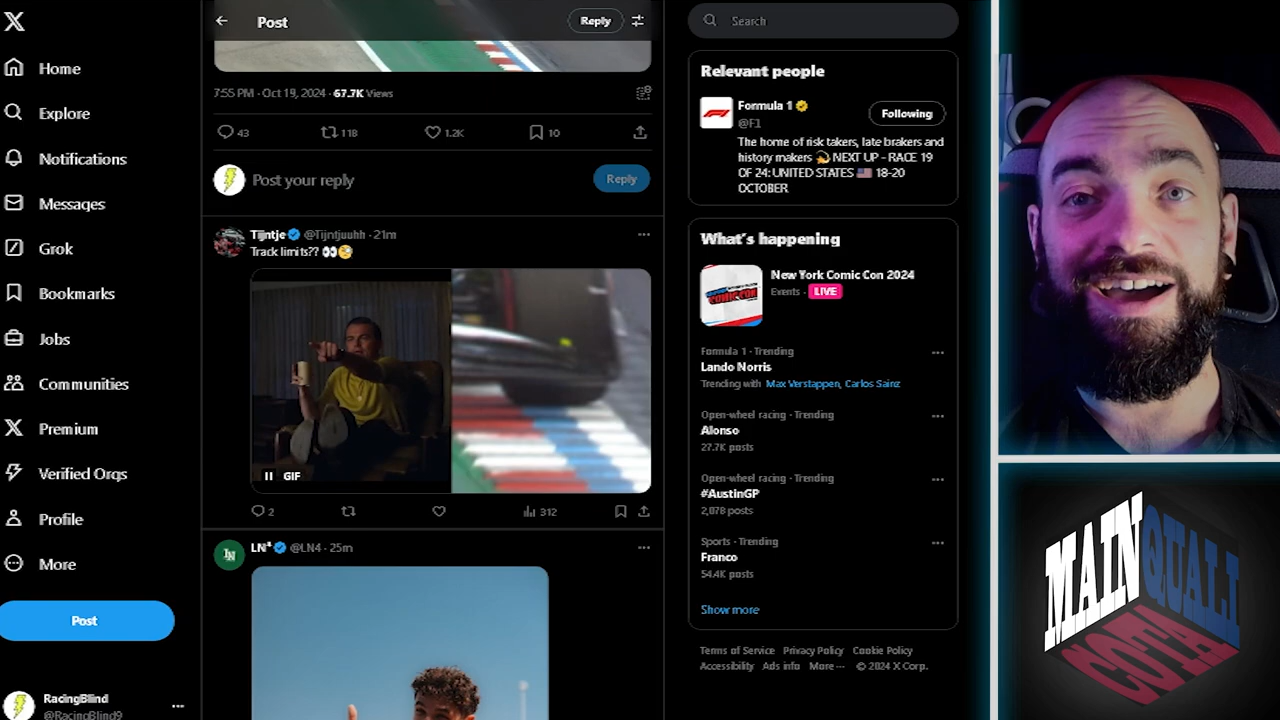 Home
Explore
Notifications
Messages
Grok
Bookmarks
Jobs
Communities
Premium
Verified Orgs
Profile
More
Post
RacingBlind
@RacingBlind9
Post
Reply
7:55 PM · Oct 19, 2024 · 67.7K Views
43
118
1.2K
10
Post your reply
Reply
Tijntje @Tijntjuuhh · 21m
Track limits?? 👀🧐
GIF
2
312
LN⁴ @LN4 · 25m
LN
Search
Relevant people
Formula 1
@F1
Following
The home of risk takers, late brakers and
history makers 💫 NEXT UP - RACE 19
OF 24: UNITED STATES 🇺🇸 18-20
OCTOBER
What's happening
New York Comic Con 2024
Events · LIVE
COMIC CON
Formula 1 · Trending
Lando Norris
Trending with Max Verstappen, Carlos Sainz
Open-wheel racing · Trending
Alonso
27.7K posts
Open-wheel racing · Trending
#AustinGP
2,078 posts
Sports · Trending
Franco
54.4K posts
Show more
Terms of Service Privacy Policy Cookie Policy
Accessibility Ads info More ··· © 2024 X Corp.
MAIN QUALI
COTA